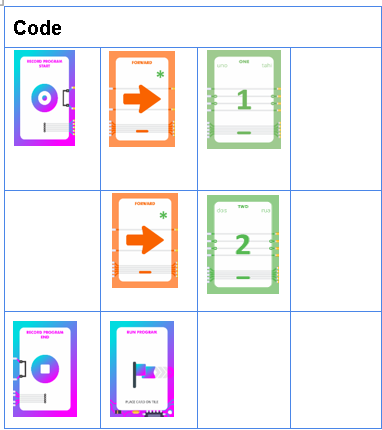 Code
RECORD PROGRAM
START
FORWARD
*
ONE
1
FORWARD
*
TWO
2
RECORD PROGRAM
END
RUN PROGRAM
PLACE CARD ON TILE